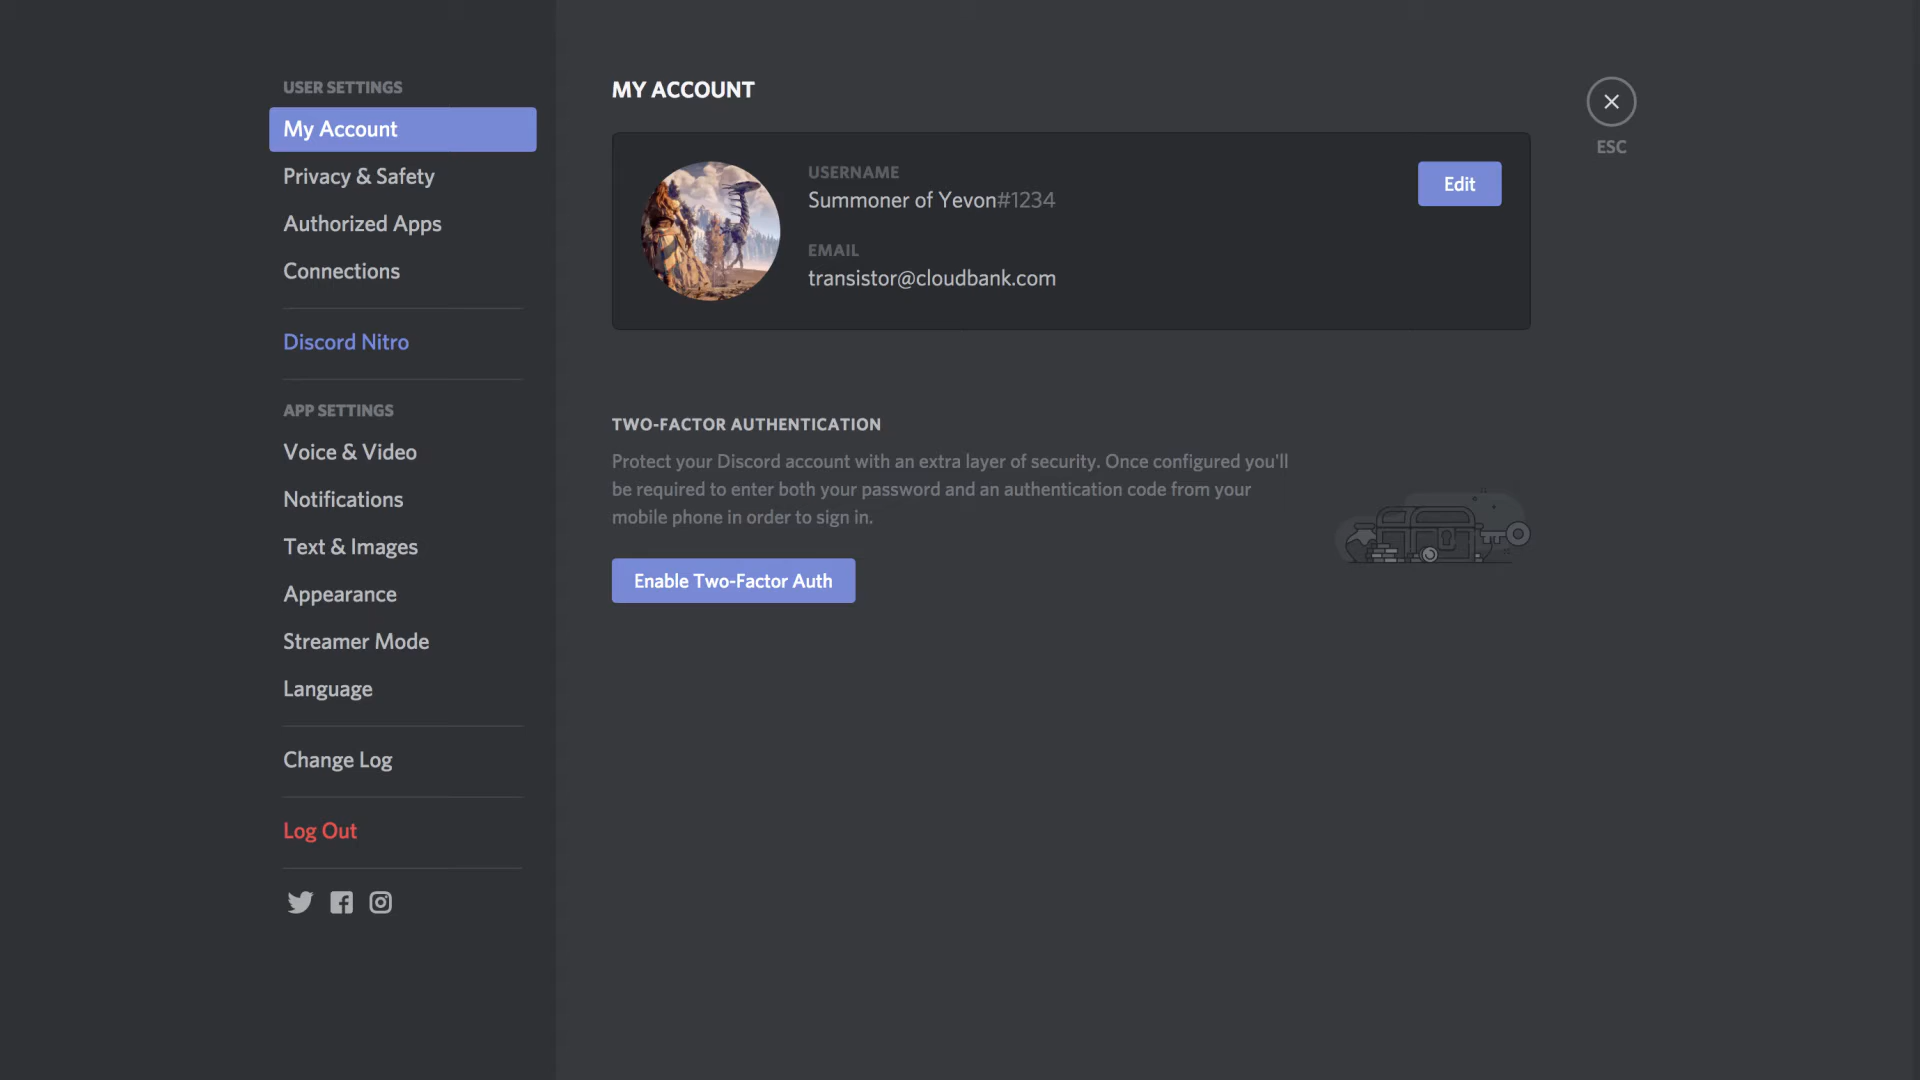 USER SETTINGS
My Account
Privacy & Safety
Authorized Apps
Connections
Discord Nitro
APP SETTINGS
Voice & Video
Notifications
Text & Images
Appearance
Streamer Mode
Language
Change Log
Log Out
MY ACCOUNT
USERNAME
Summoner of Yevon#1234
EMAIL
transistor@cloudbank.com
Edit
ESC
TWO-FACTOR AUTHENTICATION
Protect your Discord account with an extra layer of security. Once configured you'll
be required to enter both your password and an authentication code from your
mobile phone in order to sign in.
Enable Two-Factor Auth